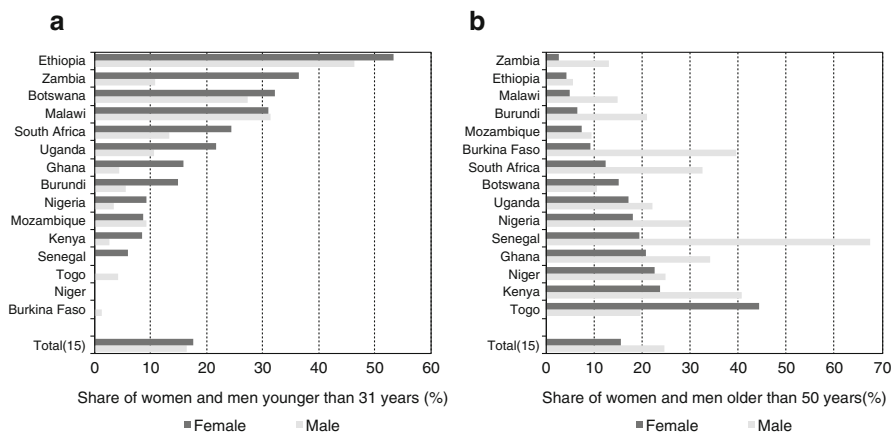 a
Ethiopia
Zambia
Botswana
Malawi
South Africa
Uganda
Ghana
Burundi
Nigeria
Mozambique
Kenya
Senegal
Togo
Niger
Burkina Faso
Total(15)
0 10 20 30 40 50 60
Share of women and men younger than 31 years (%)
Female Male
b
Zambia
Ethiopia
Malawi
Burundi
Mozambique
Burkina Faso
South Africa
Botswana
Uganda
Nigeria
Senegal
Ghana
Niger
Kenya
Togo
Total(15)
0 10 20 30 40 50 60 70
Share of women and men older than 50 years(%)
Female Male